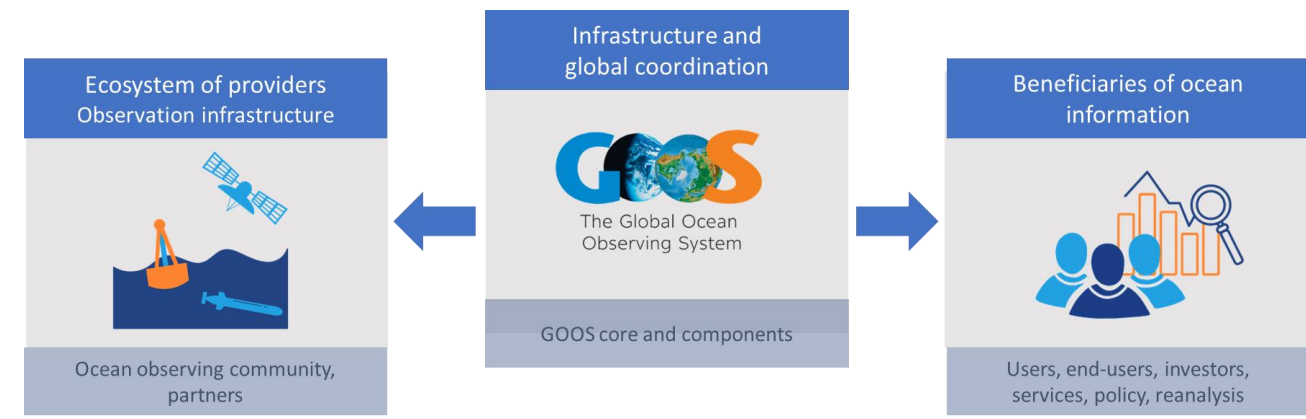 Ecosystem of providers
Observation infrastructure
Ocean observing community,
partners
Infrastructure and
global coordination
GOOS
The Global Ocean
Observing System
GOOS core and components
Beneficiaries of ocean
information
Users, end-users, investors,
services, policy, reanalysis